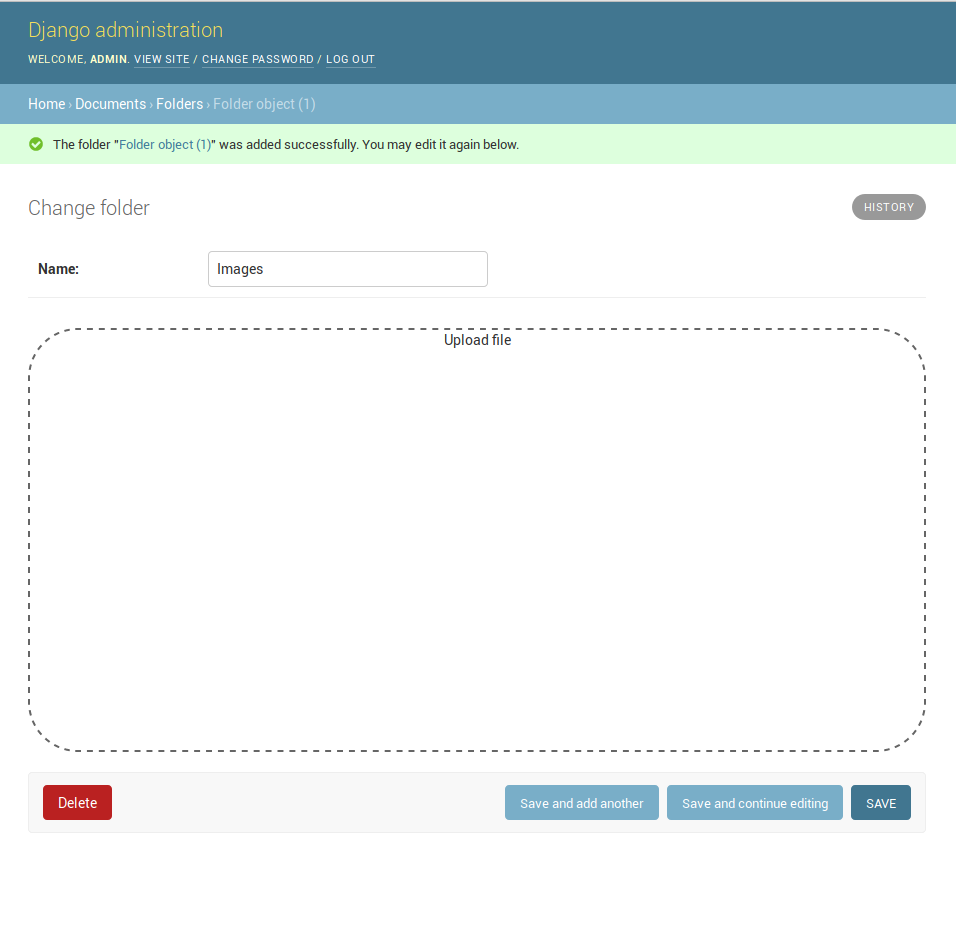 Django administration
WELCOME, ADMIN. VIEW SITE / CHANGE PASSWORD / LOG OUT
Home › Documents › Folders › Folder object (1)
The folder "Folder object (1)" was added successfully. You may edit it again below.
Change folder
HISTORY
Name:
Images
Upload file
Delete
Save and add another
Save and continue editing
SAVE